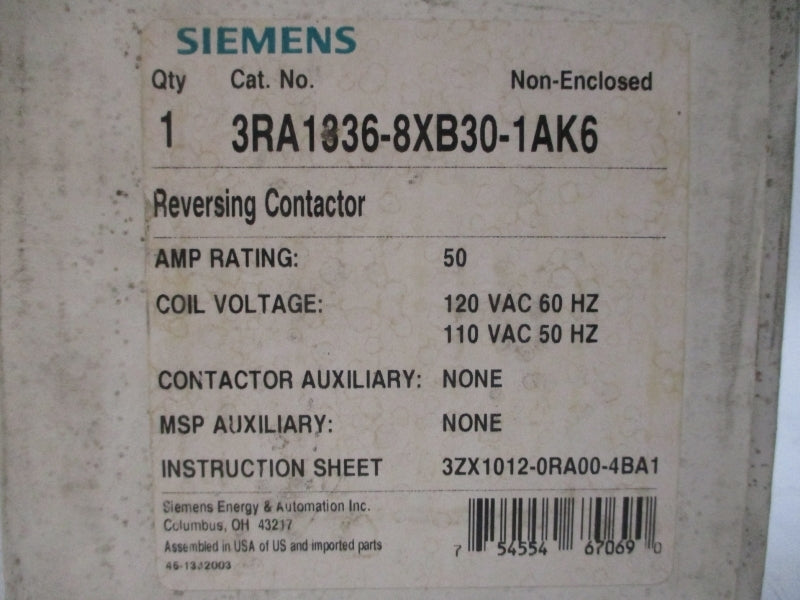 SIEMENS
Qty Cat. No. Non-Enclosed
1 3RA1336-8XB30-1AK6
Reversing Contactor
AMP RATING: 50
COIL VOLTAGE: 120 VAC 60 HZ
110 VAC 50 HZ
CONTACTOR AUXILIARY: NONE
MSP AUXILIARY: NONE
INSTRUCTION SHEET 3ZX1012-0RA00-4BA1
Siemens Energy & Automation Inc.
Columbus, OH 43217
Assembled in USA of US and imported parts
7 54554 67069 0